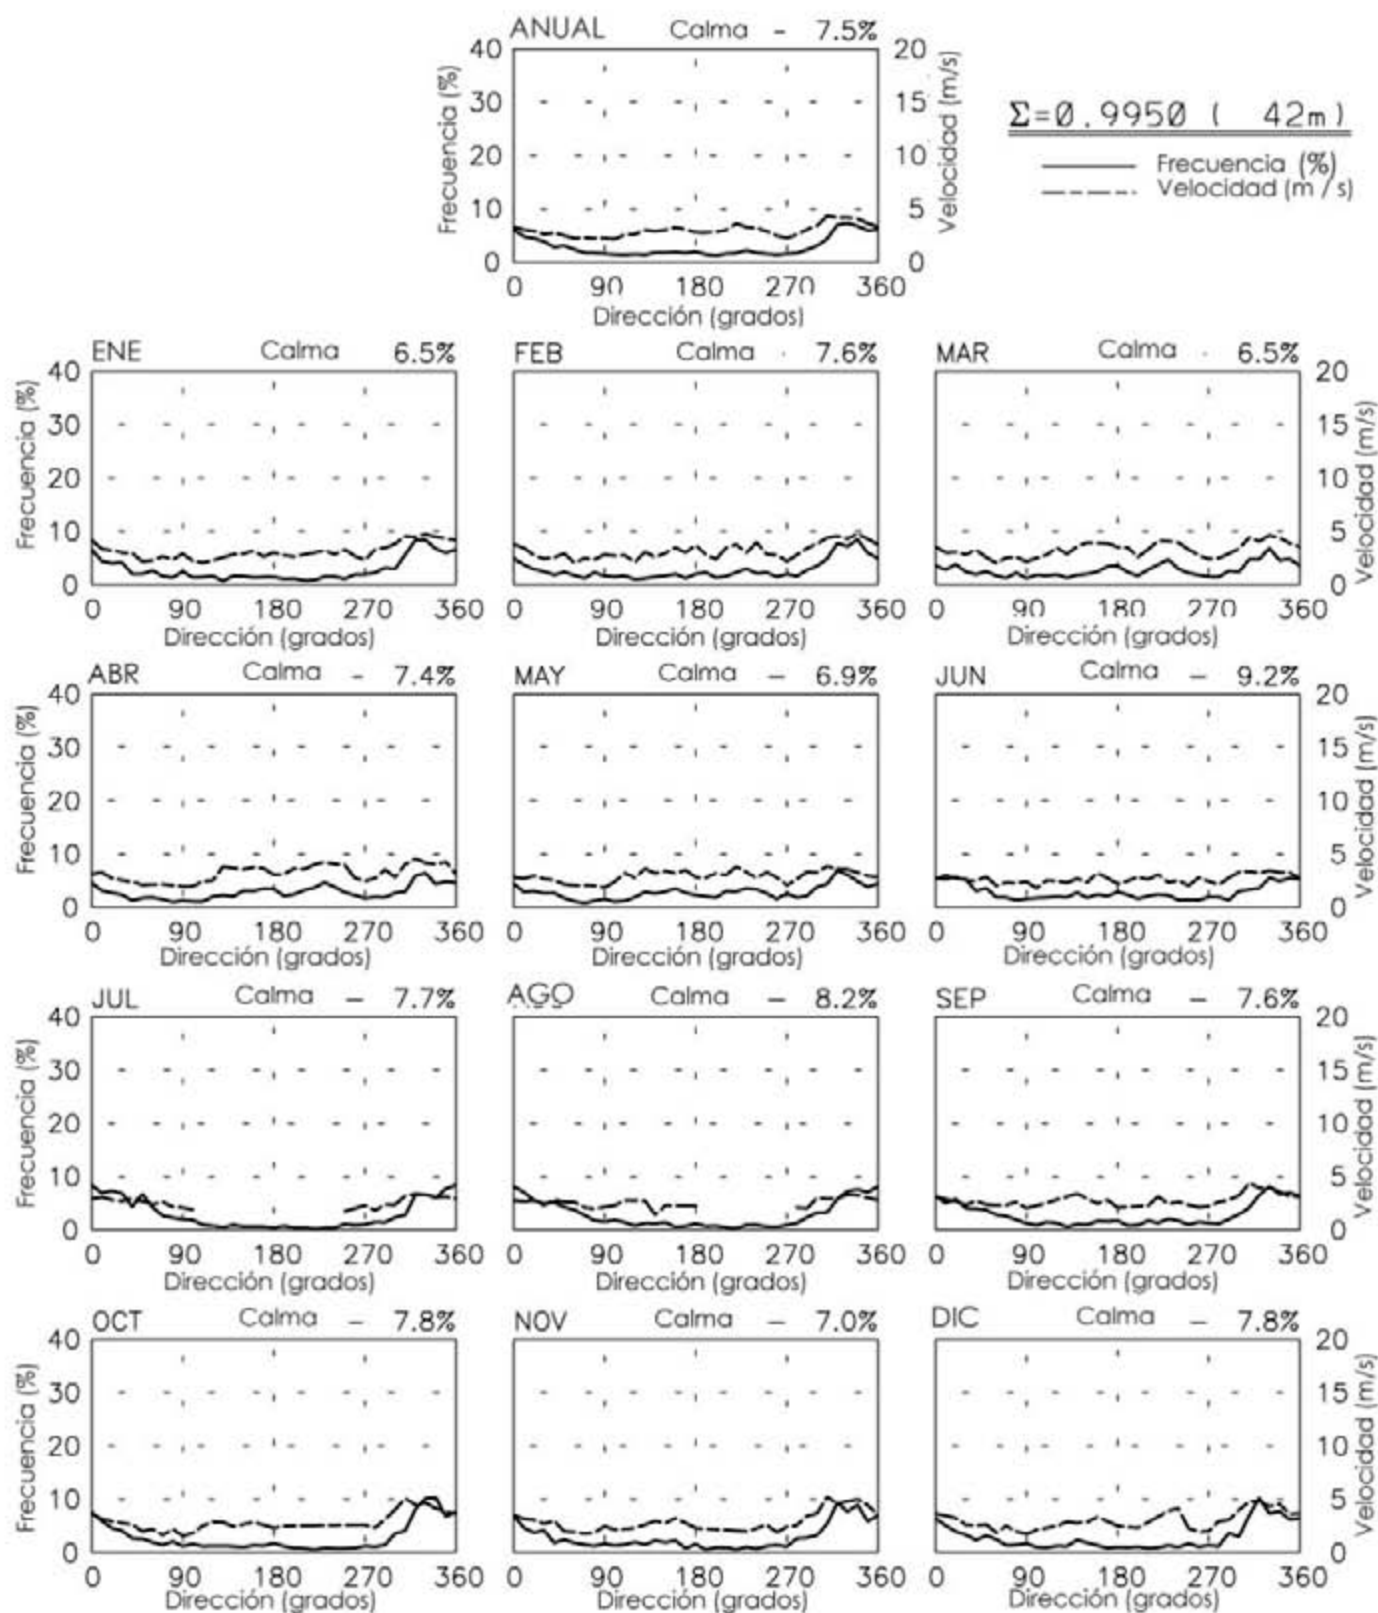 ANUAL Calma - 7.5%
40 20
30 15
20 10
10 5
0 0
Frecuencia (%)
Velocidad (m/s)
0 90 180 270 360
Dirección (grados)
Σ=0.9950 ( 42m)
Frecuencia (%)
Velocidad (m/s)
ENE Calma 6.5%
FEB Calma - 7.6%
MAR Calma - 6.5%
40 20
30 15
20 10
10 5
0 0
Frecuencia (%)
Velocidad (m/s)
0 90 180 270 360 0 90 180 270 360 0 90 180 270 360
Dirección (grados) Dirección (grados) Dirección (grados)
ABR Calma - 7.4%
MAY Calma - 6.9%
JUN Calma - 9.2%
40 20
30 15
20 10
10 5
0 0
Frecuencia (%)
Velocidad (m/s)
0 90 180 270 360 0 90 180 270 360 0 90 180 270 360
Dirección (grados) Dirección (grados) Dirección (grados)
JUL Calma - 7.7%
AGO Calma - 8.2%
SEP Calma - 7.6%
40 20
30 15
20 10
10 5
0 0
Frecuencia (%)
Velocidad (m/s)
0 90 180 270 360 0 90 180 270 360 0 90 180 270 360
Dirección (grados) Dirección (grados) Dirección (grados)
OCT Calma - 7.8%
NOV Calma - 7.0%
DIC Calma - 7.8%
40 20
30 15
20 10
10 5
0 0
Frecuencia (%)
Velocidad (m/s)
0 90 180 270 360 0 90 180 270 360 0 90 180 270 360
Dirección (grados) Dirección (grados) Dirección (grados)